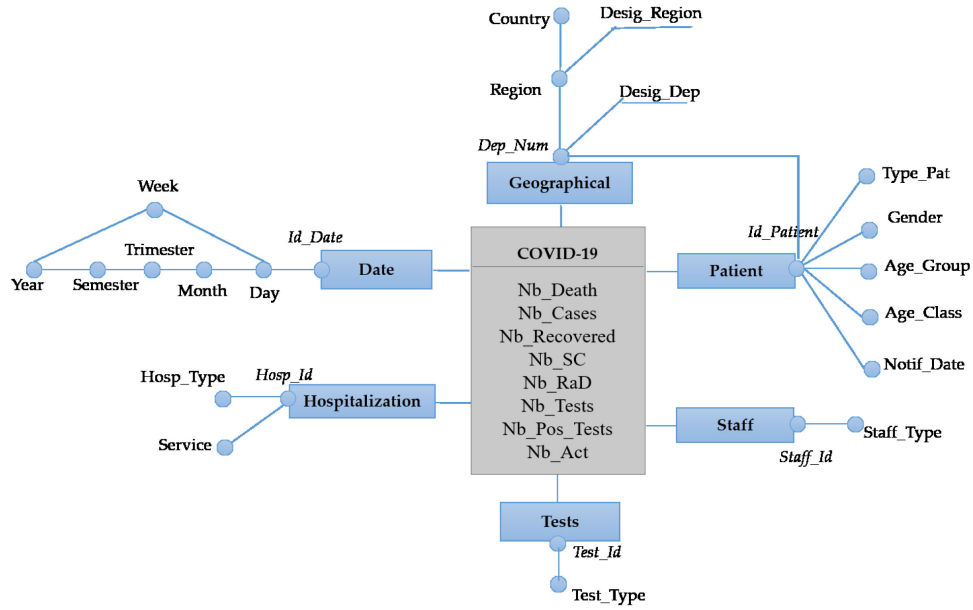 Country
Desig_Region
Region
Desig_Dep
Dep_Num
Geographical
Type_Pat
Week
Gender
Id_Date
Id_Patient
Trimester
COVID-19
Date
Patient
Age_Group
Year
Semester
Month
Day
Nb_Death
Nb_Cases
Age_Class
Nb_Recovered
Nb_SC
Notif_Date
Hosp_Type
Hosp_Id
Nb_RaD
Hospitalization
Nb_Tests
Nb_Pos_Tests
Staff
Staff_Type
Service
Nb_Act
Staff_Id
Tests
Test_Id
Test_Type